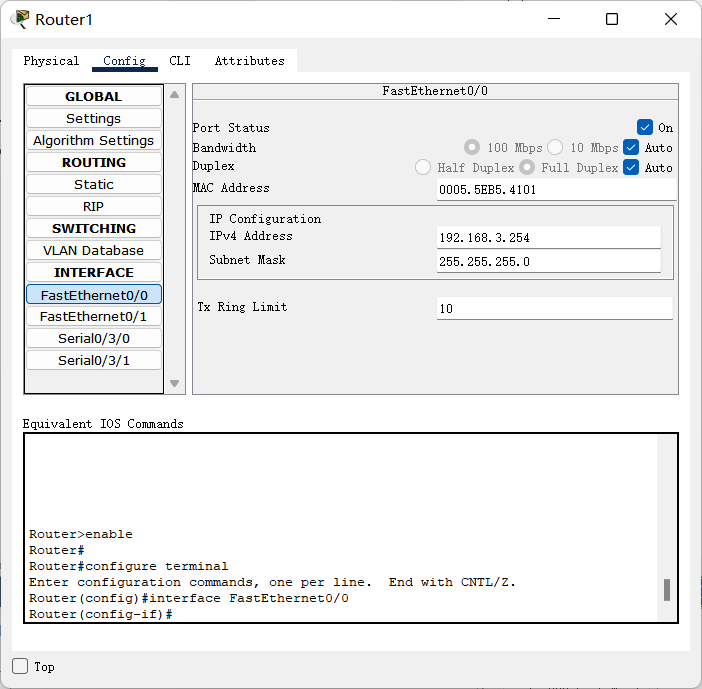 Router1
Physical Config CLI Attributes
GLOBAL
Settings
Algorithm Settings
ROUTING
Static
RIP
SWITCHING
VLAN Database
INTERFACE
FastEthernet0/0
FastEthernet0/1
Serial0/3/0
Serial0/3/1
FastEthernet0/0
Port Status On
Bandwidth 100 Mbps 10 Mbps Auto
Duplex Half Duplex Full Duplex Auto
MAC Address 0005.5EB5.4101
IP Configuration
IPv4 Address 192.168.3.254
Subnet Mask 255.255.255.0
Tx Ring Limit 10
Equivalent IOS Commands
Router>enable
Router#
Router#configure terminal
Enter configuration commands, one per line.  End with CNTL/Z.
Router(config)#interface FastEthernet0/0
Router(config-if)#
Top